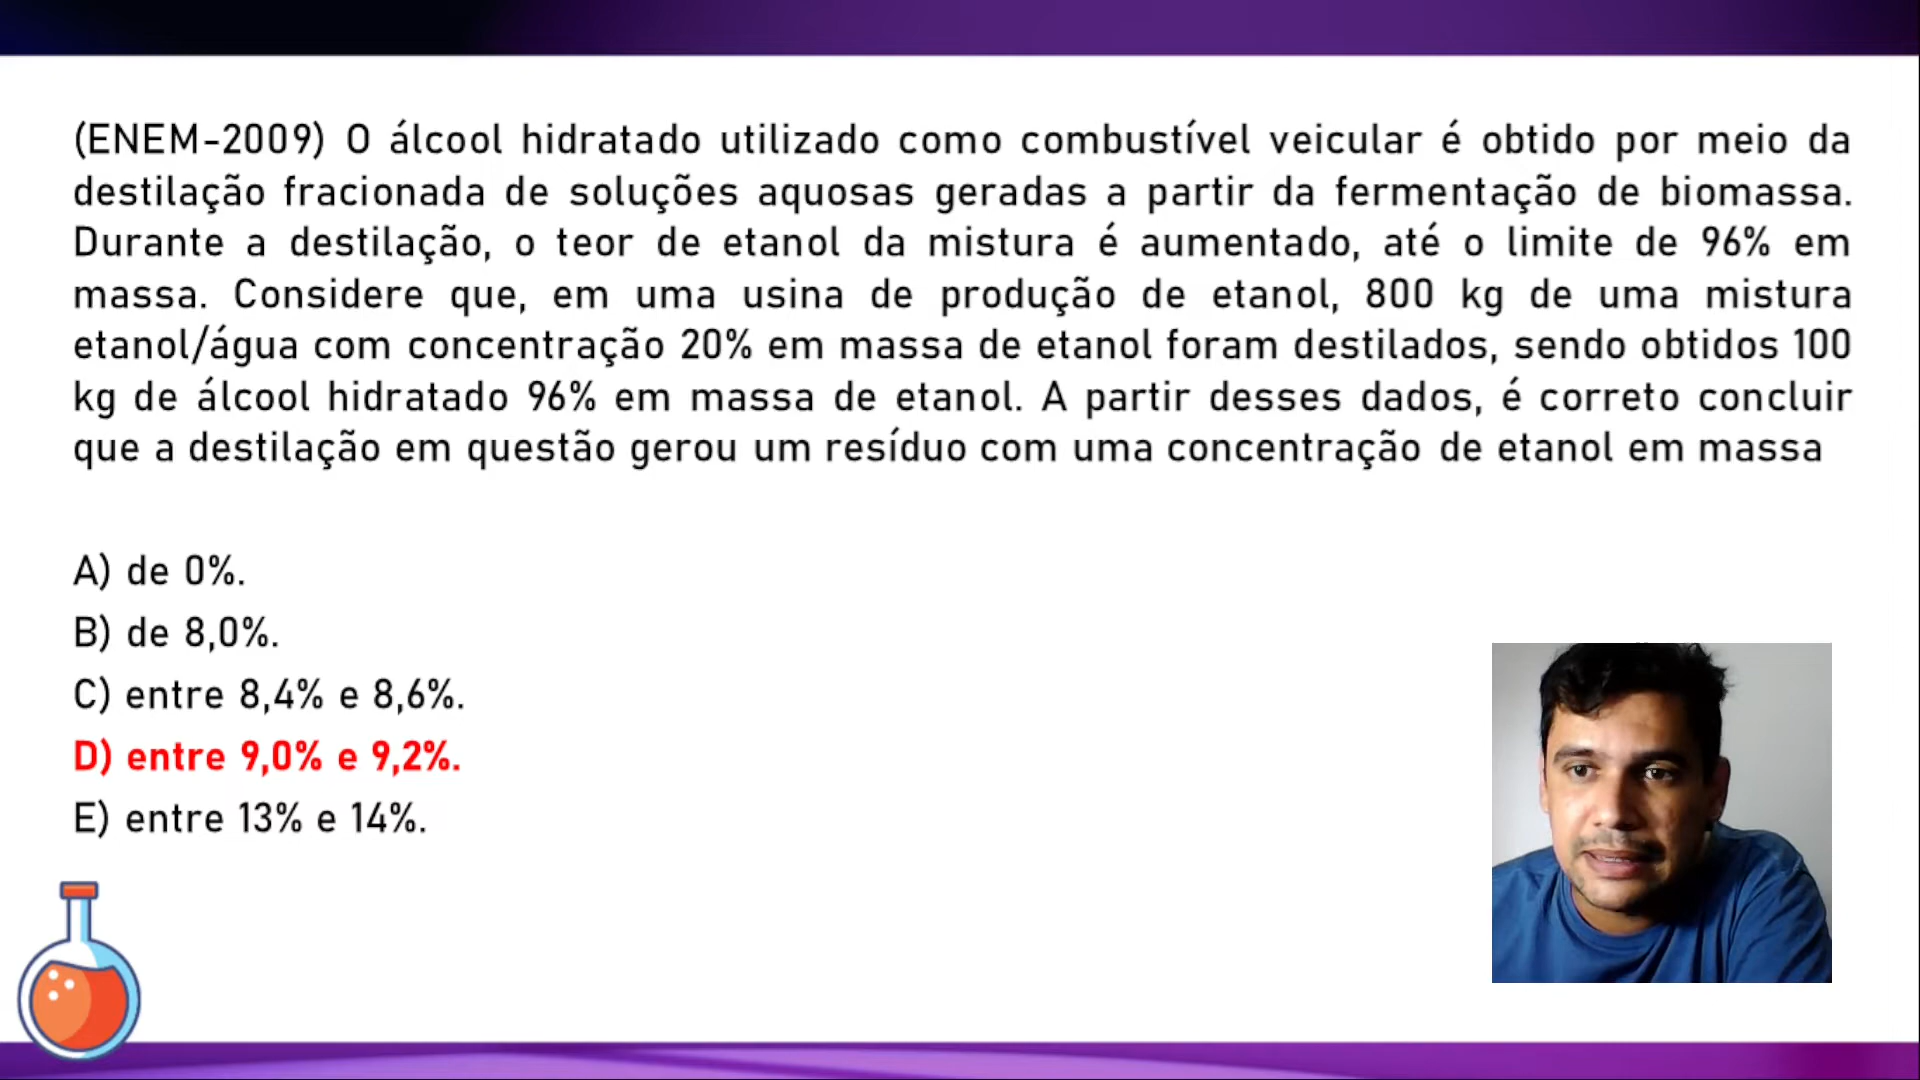 (ENEM-2009) O álcool hidratado utilizado como combustível veicular é obtido por meio da
destilação fracionada de soluções aquosas geradas a partir da fermentação de biomassa.
Durante a destilação, o teor de etanol da mistura é aumentado, até o limite de 96% em
massa. Considere que, em uma usina de produção de etanol, 800 kg de uma mistura
etanol/água com concentração 20% em massa de etanol foram destilados, sendo obtidos 100
kg de álcool hidratado 96% em massa de etanol. A partir desses dados, é correto concluir
que a destilação em questão gerou um resíduo com uma concentração de etanol em massa
A) de 0%.
B) de 8,0%.
C) entre 8,4% e 8,6%.
D) entre 9,0% e 9,2%.
E) entre 13% e 14%.